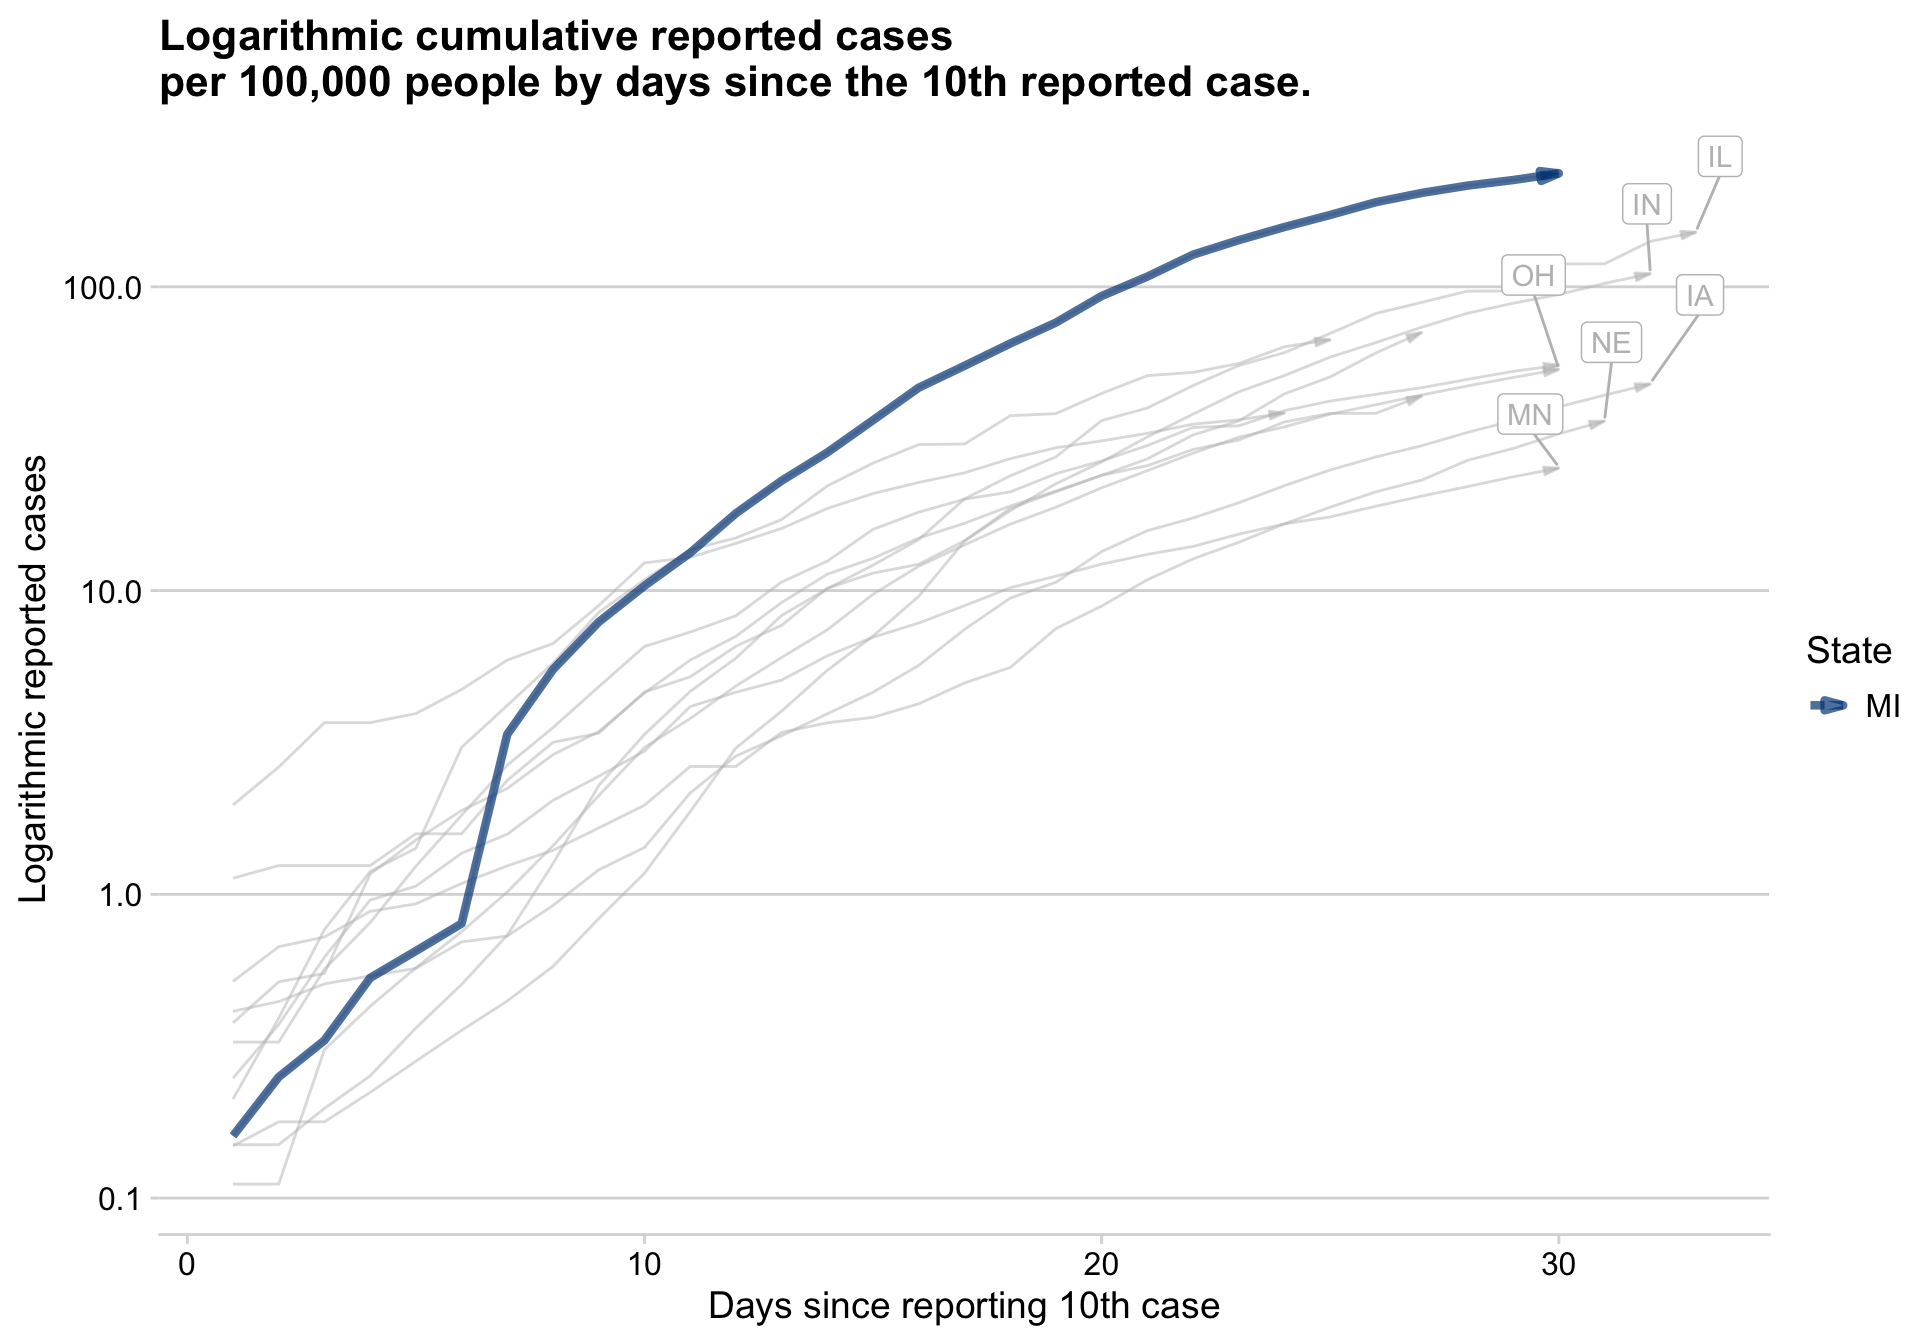 Logarithmic cumulative reported cases
per 100,000 people by days since the 10th reported case.
IL
IN
OH
IA
NE
MN
100.0
10.0
1.0
0.1
Logarithmic reported cases
0
10
20
30
Days since reporting 10th case
State
MI